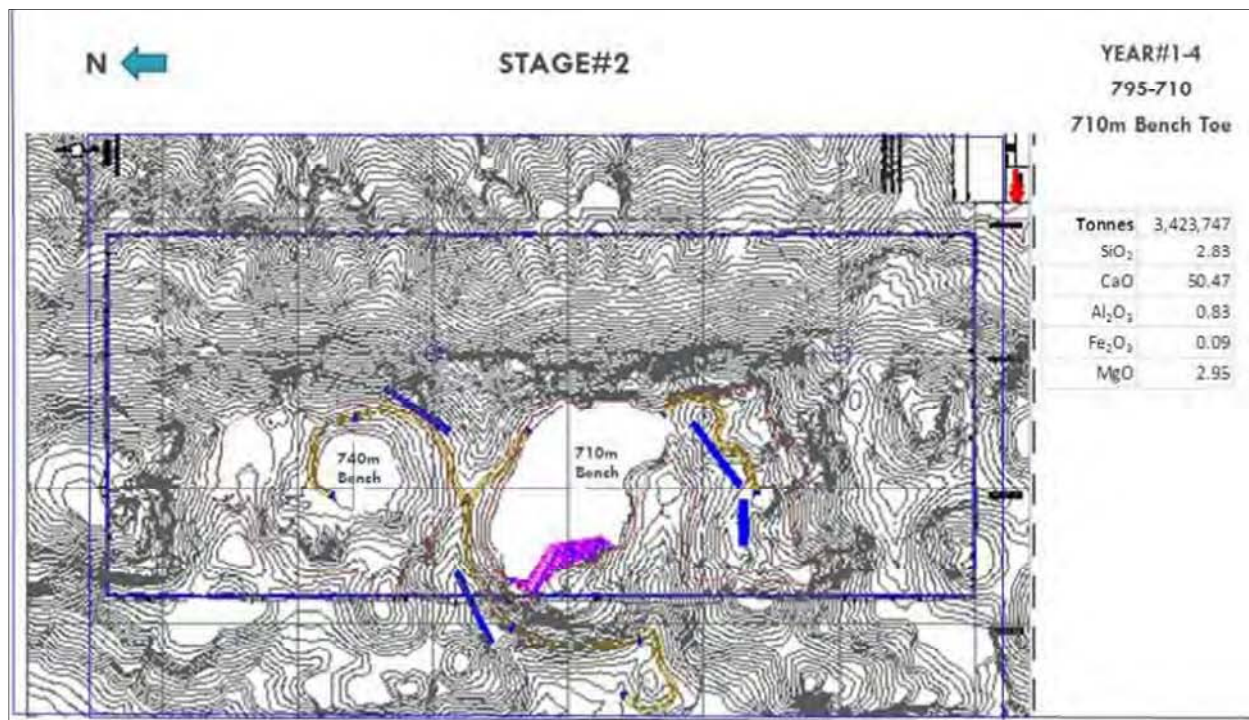 N
STAGE#2
YEAR#1-4
795-710
710m Bench Toe
Tonnes 3,423,747
SiO₂ 2.83
CaO 50.47
Al₂O₃ 0.83
Fe₂O₃ 0.09
MgO 2.95
740m
Bench
710m
Bench